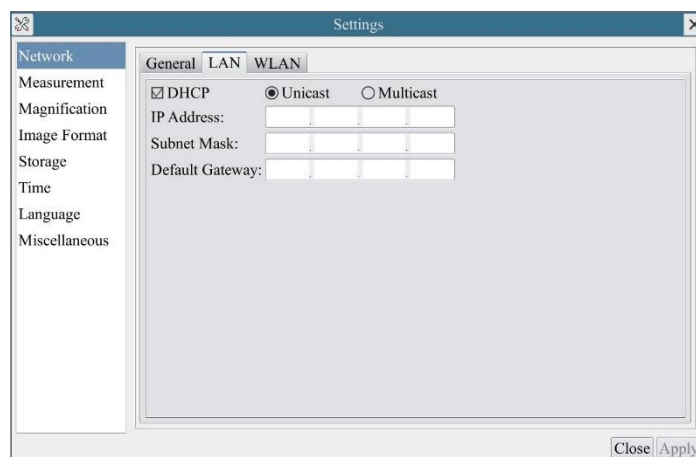 Settings
Network
Measurement
Magnification
Image Format
Storage
Time
Language
Miscellaneous
General LAN WLAN
DHCP Unicast Multicast
IP Address:
Subnet Mask:
Default Gateway:
Close Apply